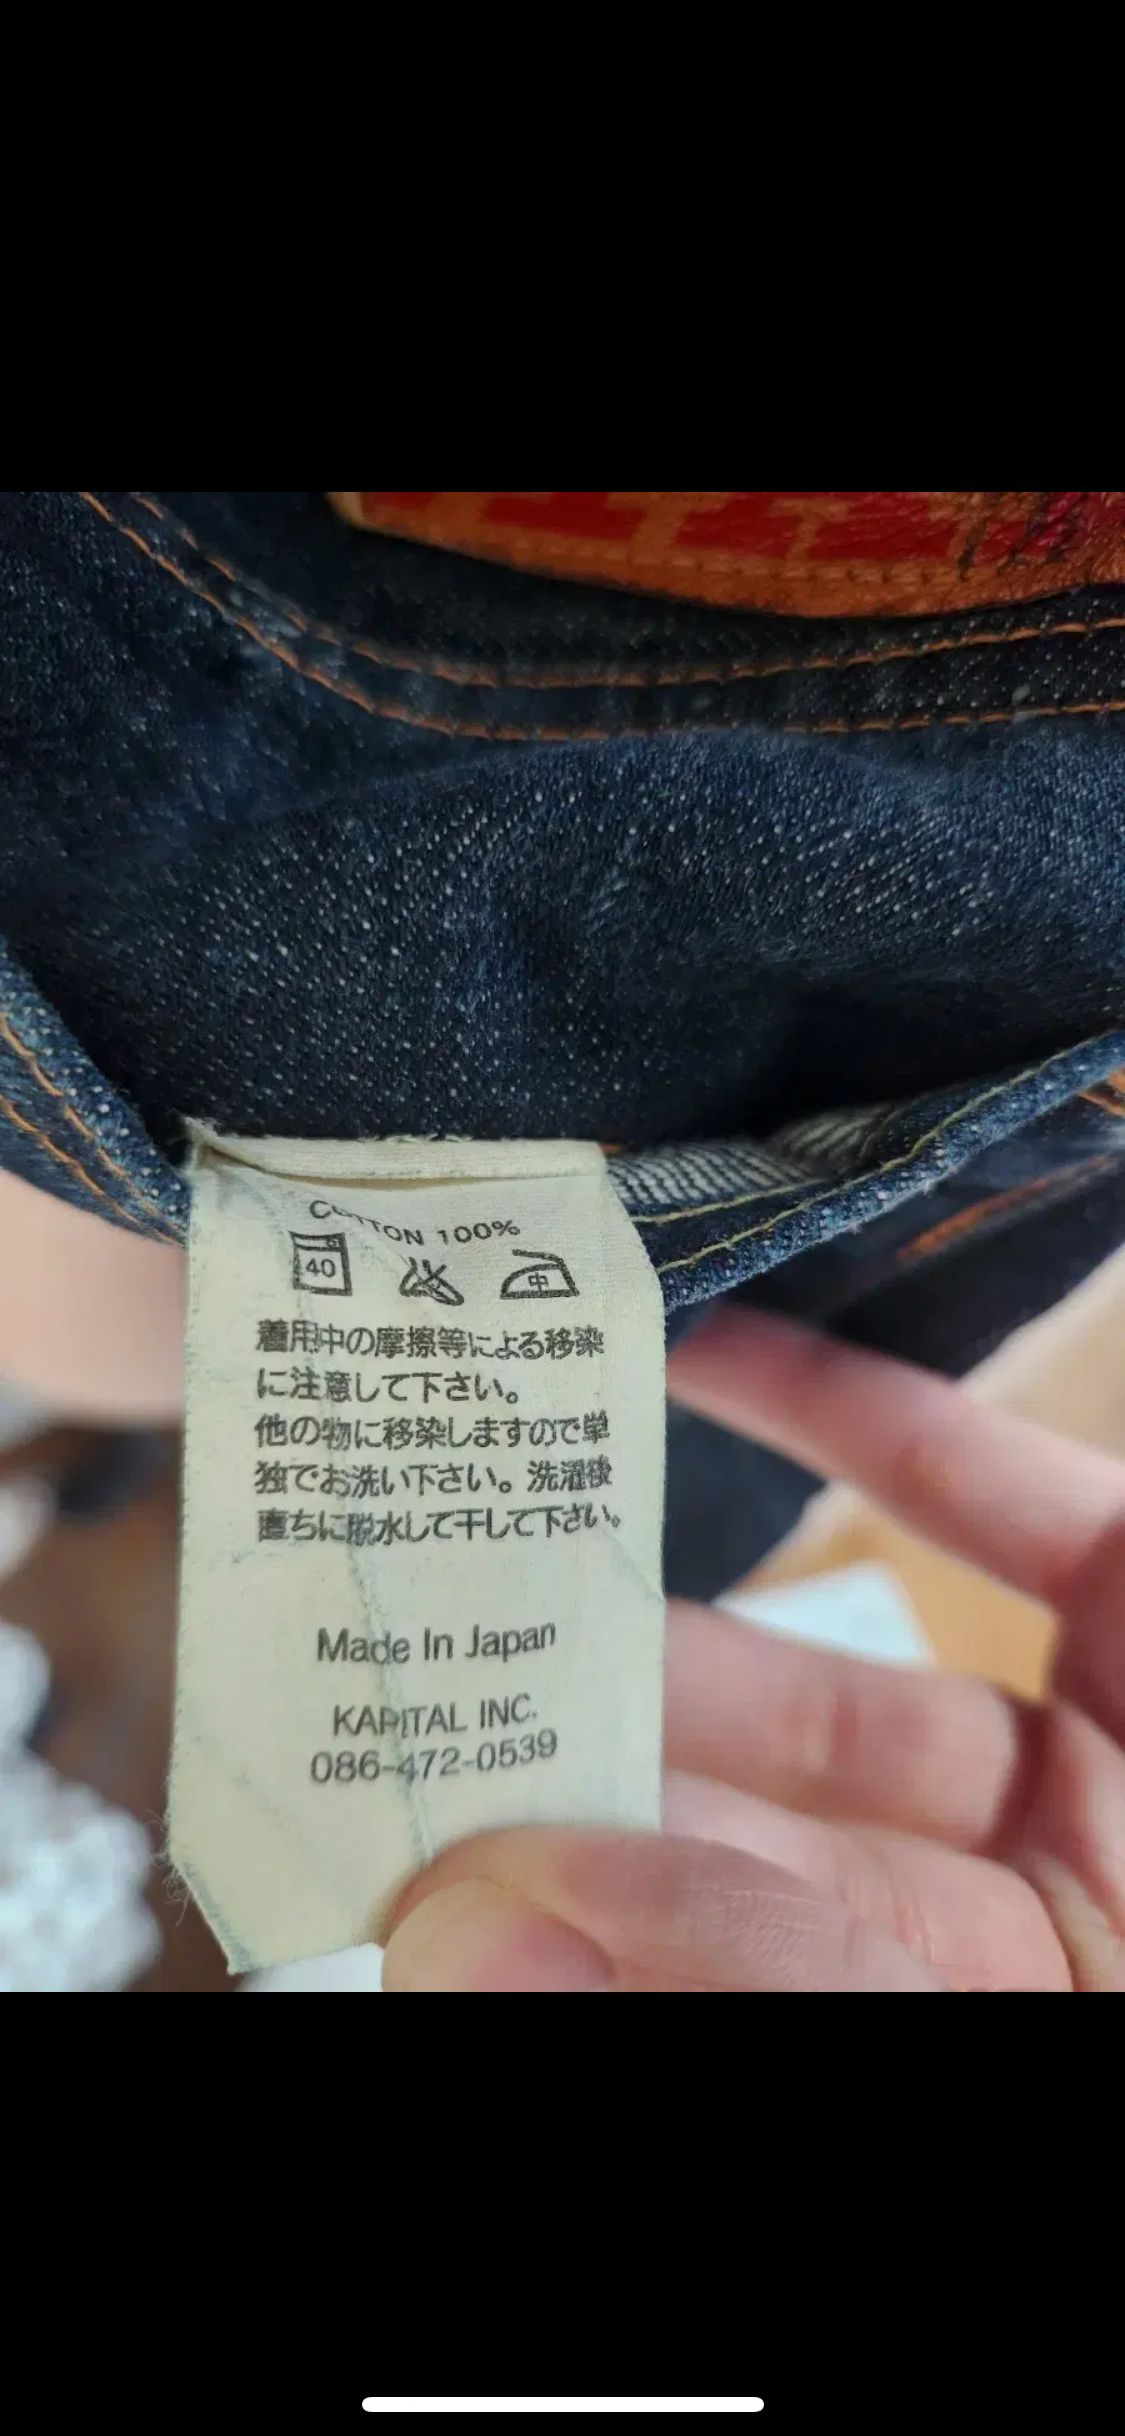 COTTON 100%
40
中
着用中の摩擦等による移染
に注意して下さい。
他の物に移染しますので単
独でお洗い下さい。洗濯後
直ちに脱水して干して下さい。
Made In Japan
KAPITAL INC.
086-472-0539